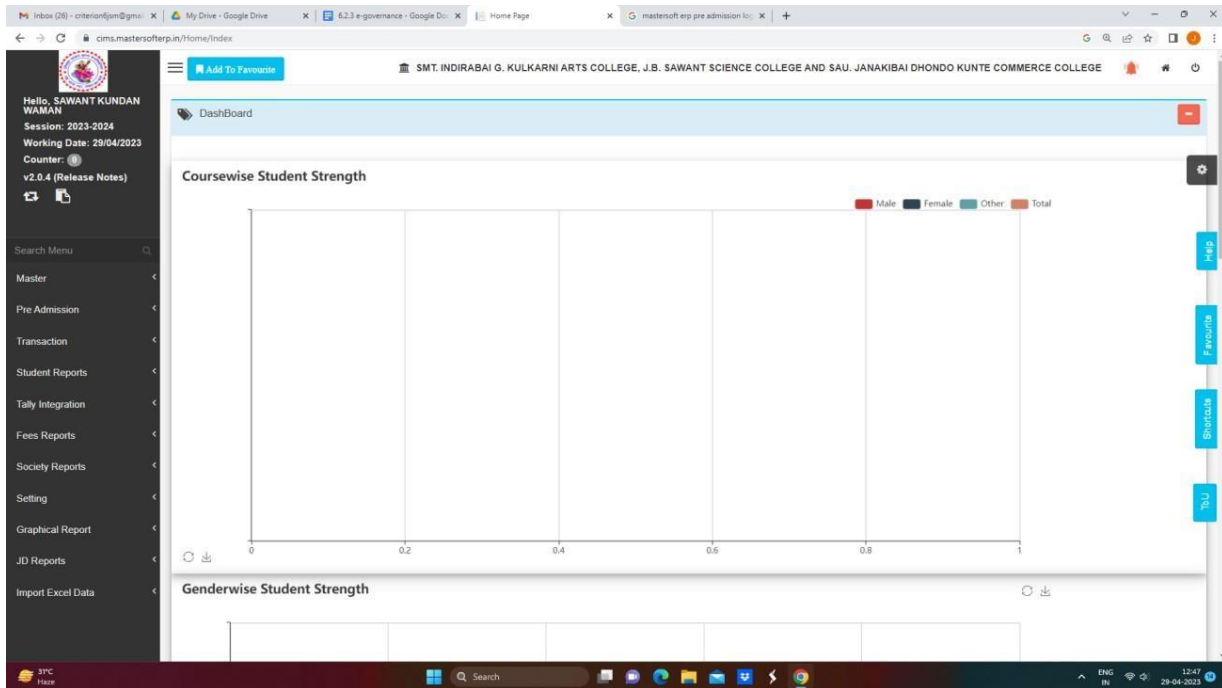 Inbox (26) - criterion6jsm@gmai
My Drive - Google Drive
6.2.3 e-governance - Google Doc
Home Page
mastersoft erp pre admission log
cims.mastersofterp.in/Home/Index
Add To Favourite
SMT. INDIRABAI G. KULKARNI ARTS COLLEGE, J.B. SAWANT SCIENCE COLLEGE AND SAU. JANAKIBAI DHONDO KUNTE COMMERCE COLLEGE
Hello, SAWANT KUNDAN
WAMAN
Session: 2023-2024
Working Date: 29/04/2023
Counter: 0
v2.0.4 (Release Notes)
Search Menu
Master
Pre Admission
Transaction
Student Reports
Tally Integration
Fees Reports
Society Reports
Setting
Graphical Report
JD Reports
Import Excel Data
DashBoard
Coursewise Student Strength
Male Female Other Total
0 0.2 0.4 0.6 0.8 1
Genderwise Student Strength
Help
Favourite
Shortcuts
ToU
31°C
Haze
Search
ENG
IN
12:47
29-04-2023